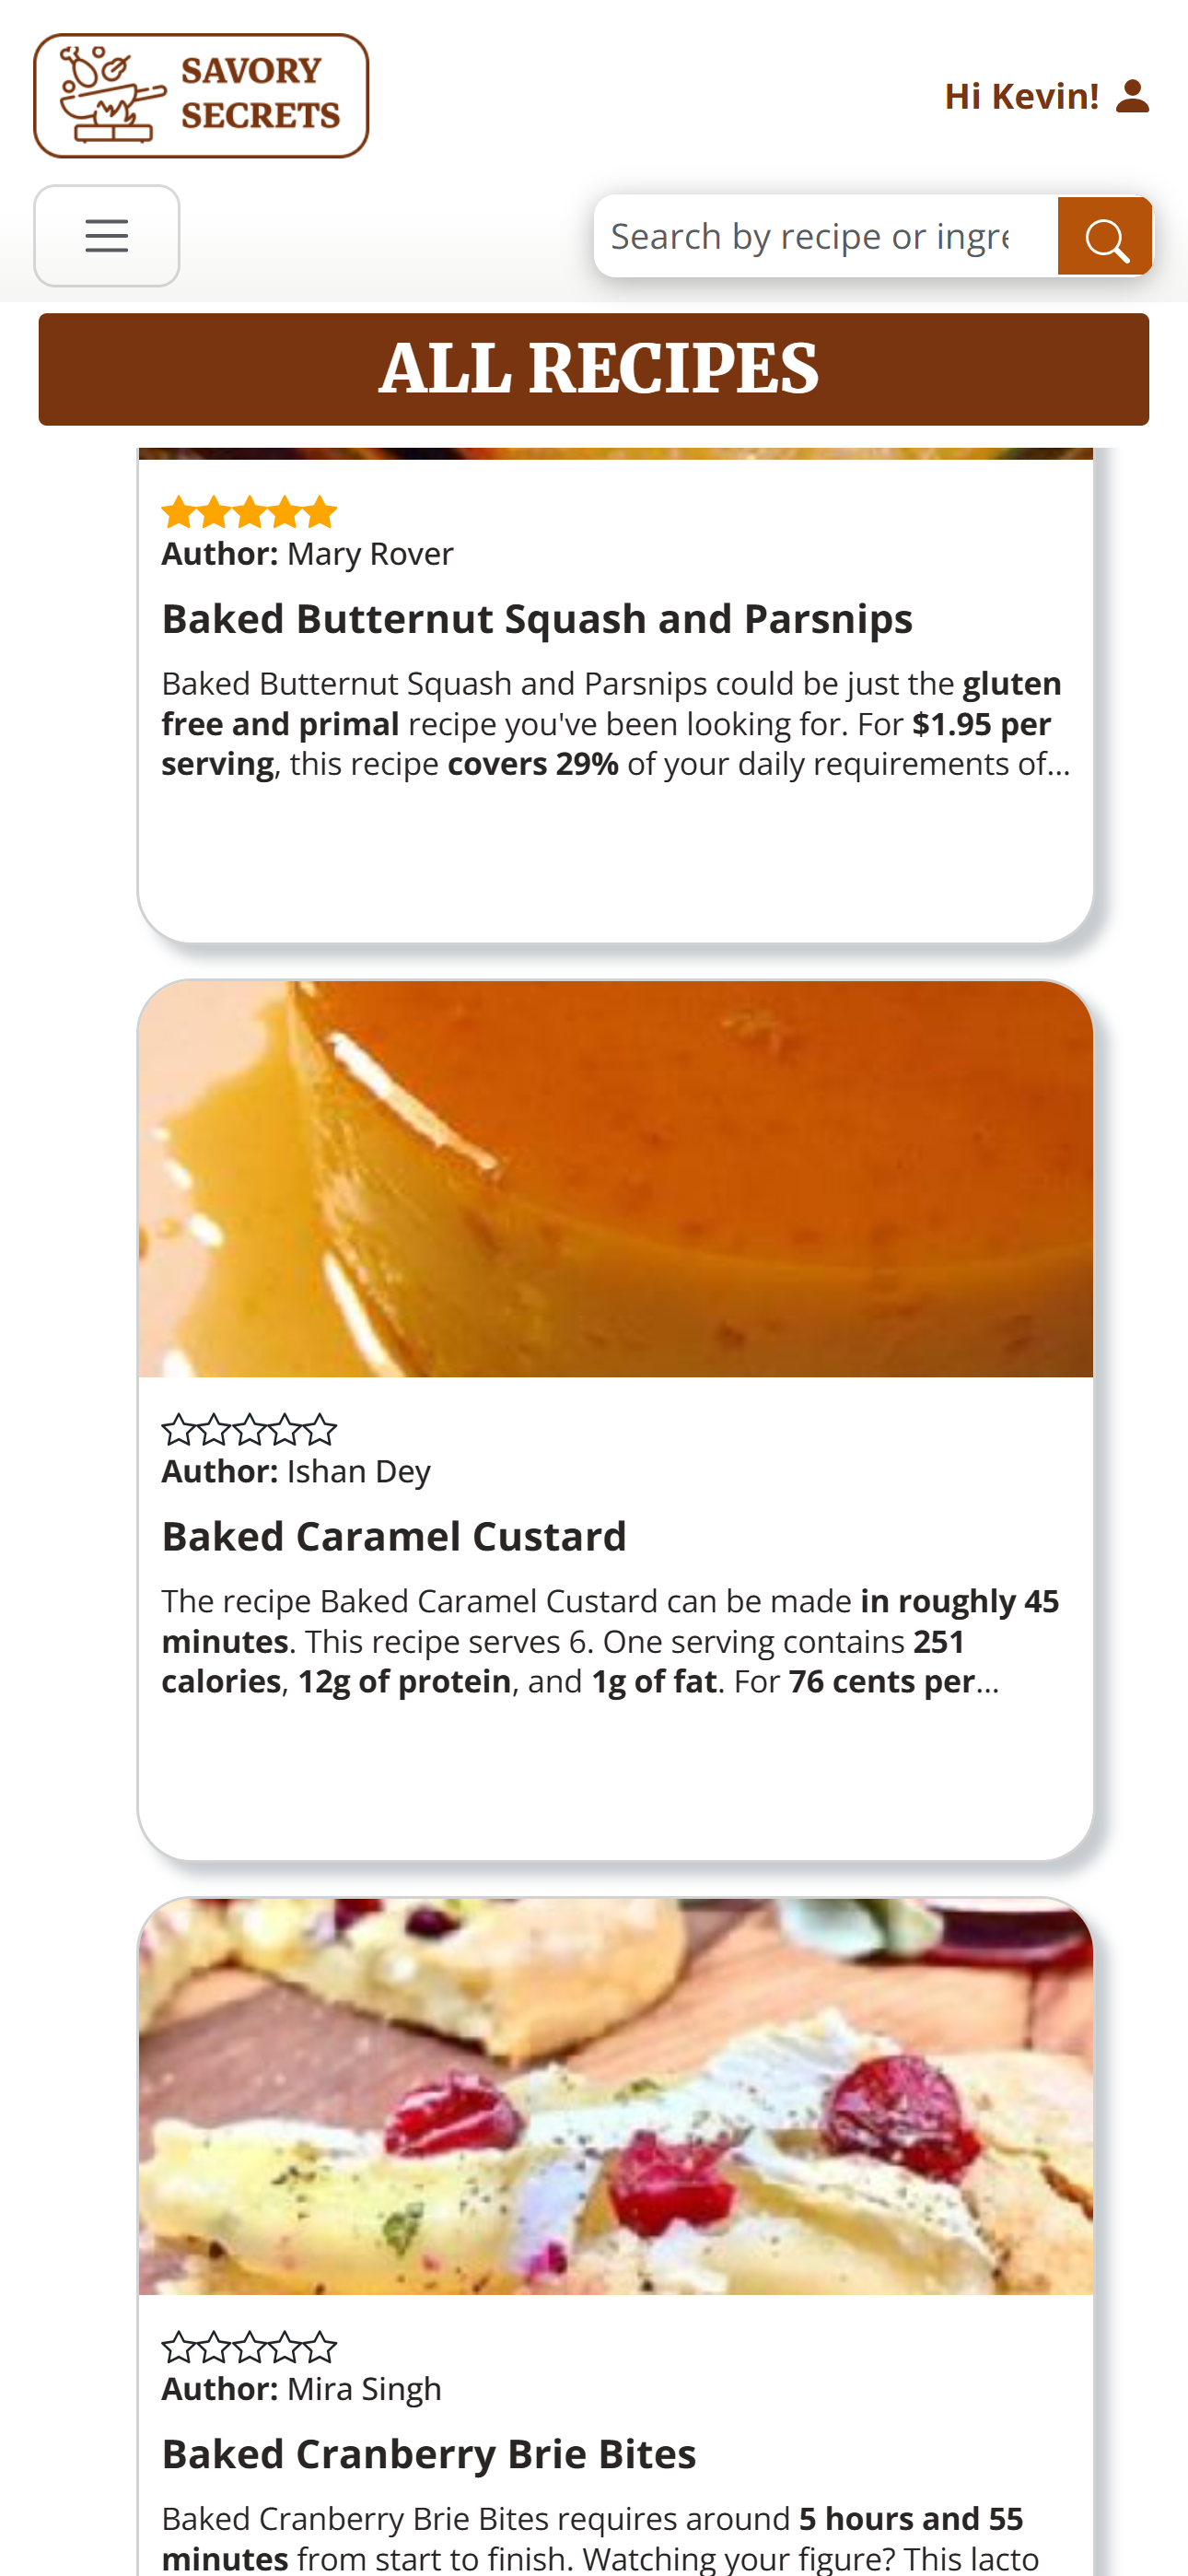 SAVORY
SECRETS
Hi Kevin!
Search by recipe or ingre
ALL RECIPES
Author: Mary Rover
Baked Butternut Squash and Parsnips
Baked Butternut Squash and Parsnips could be just the gluten
free and primal recipe you've been looking for. For $1.95 per
serving, this recipe covers 29% of your daily requirements of...
Author: Ishan Dey
Baked Caramel Custard
The recipe Baked Caramel Custard can be made in roughly 45
minutes. This recipe serves 6. One serving contains 251
calories, 12g of protein, and 1g of fat. For 76 cents per...
Author: Mira Singh
Baked Cranberry Brie Bites
Baked Cranberry Brie Bites requires around 5 hours and 55
minutes from start to finish. Watching your figure? This lacto